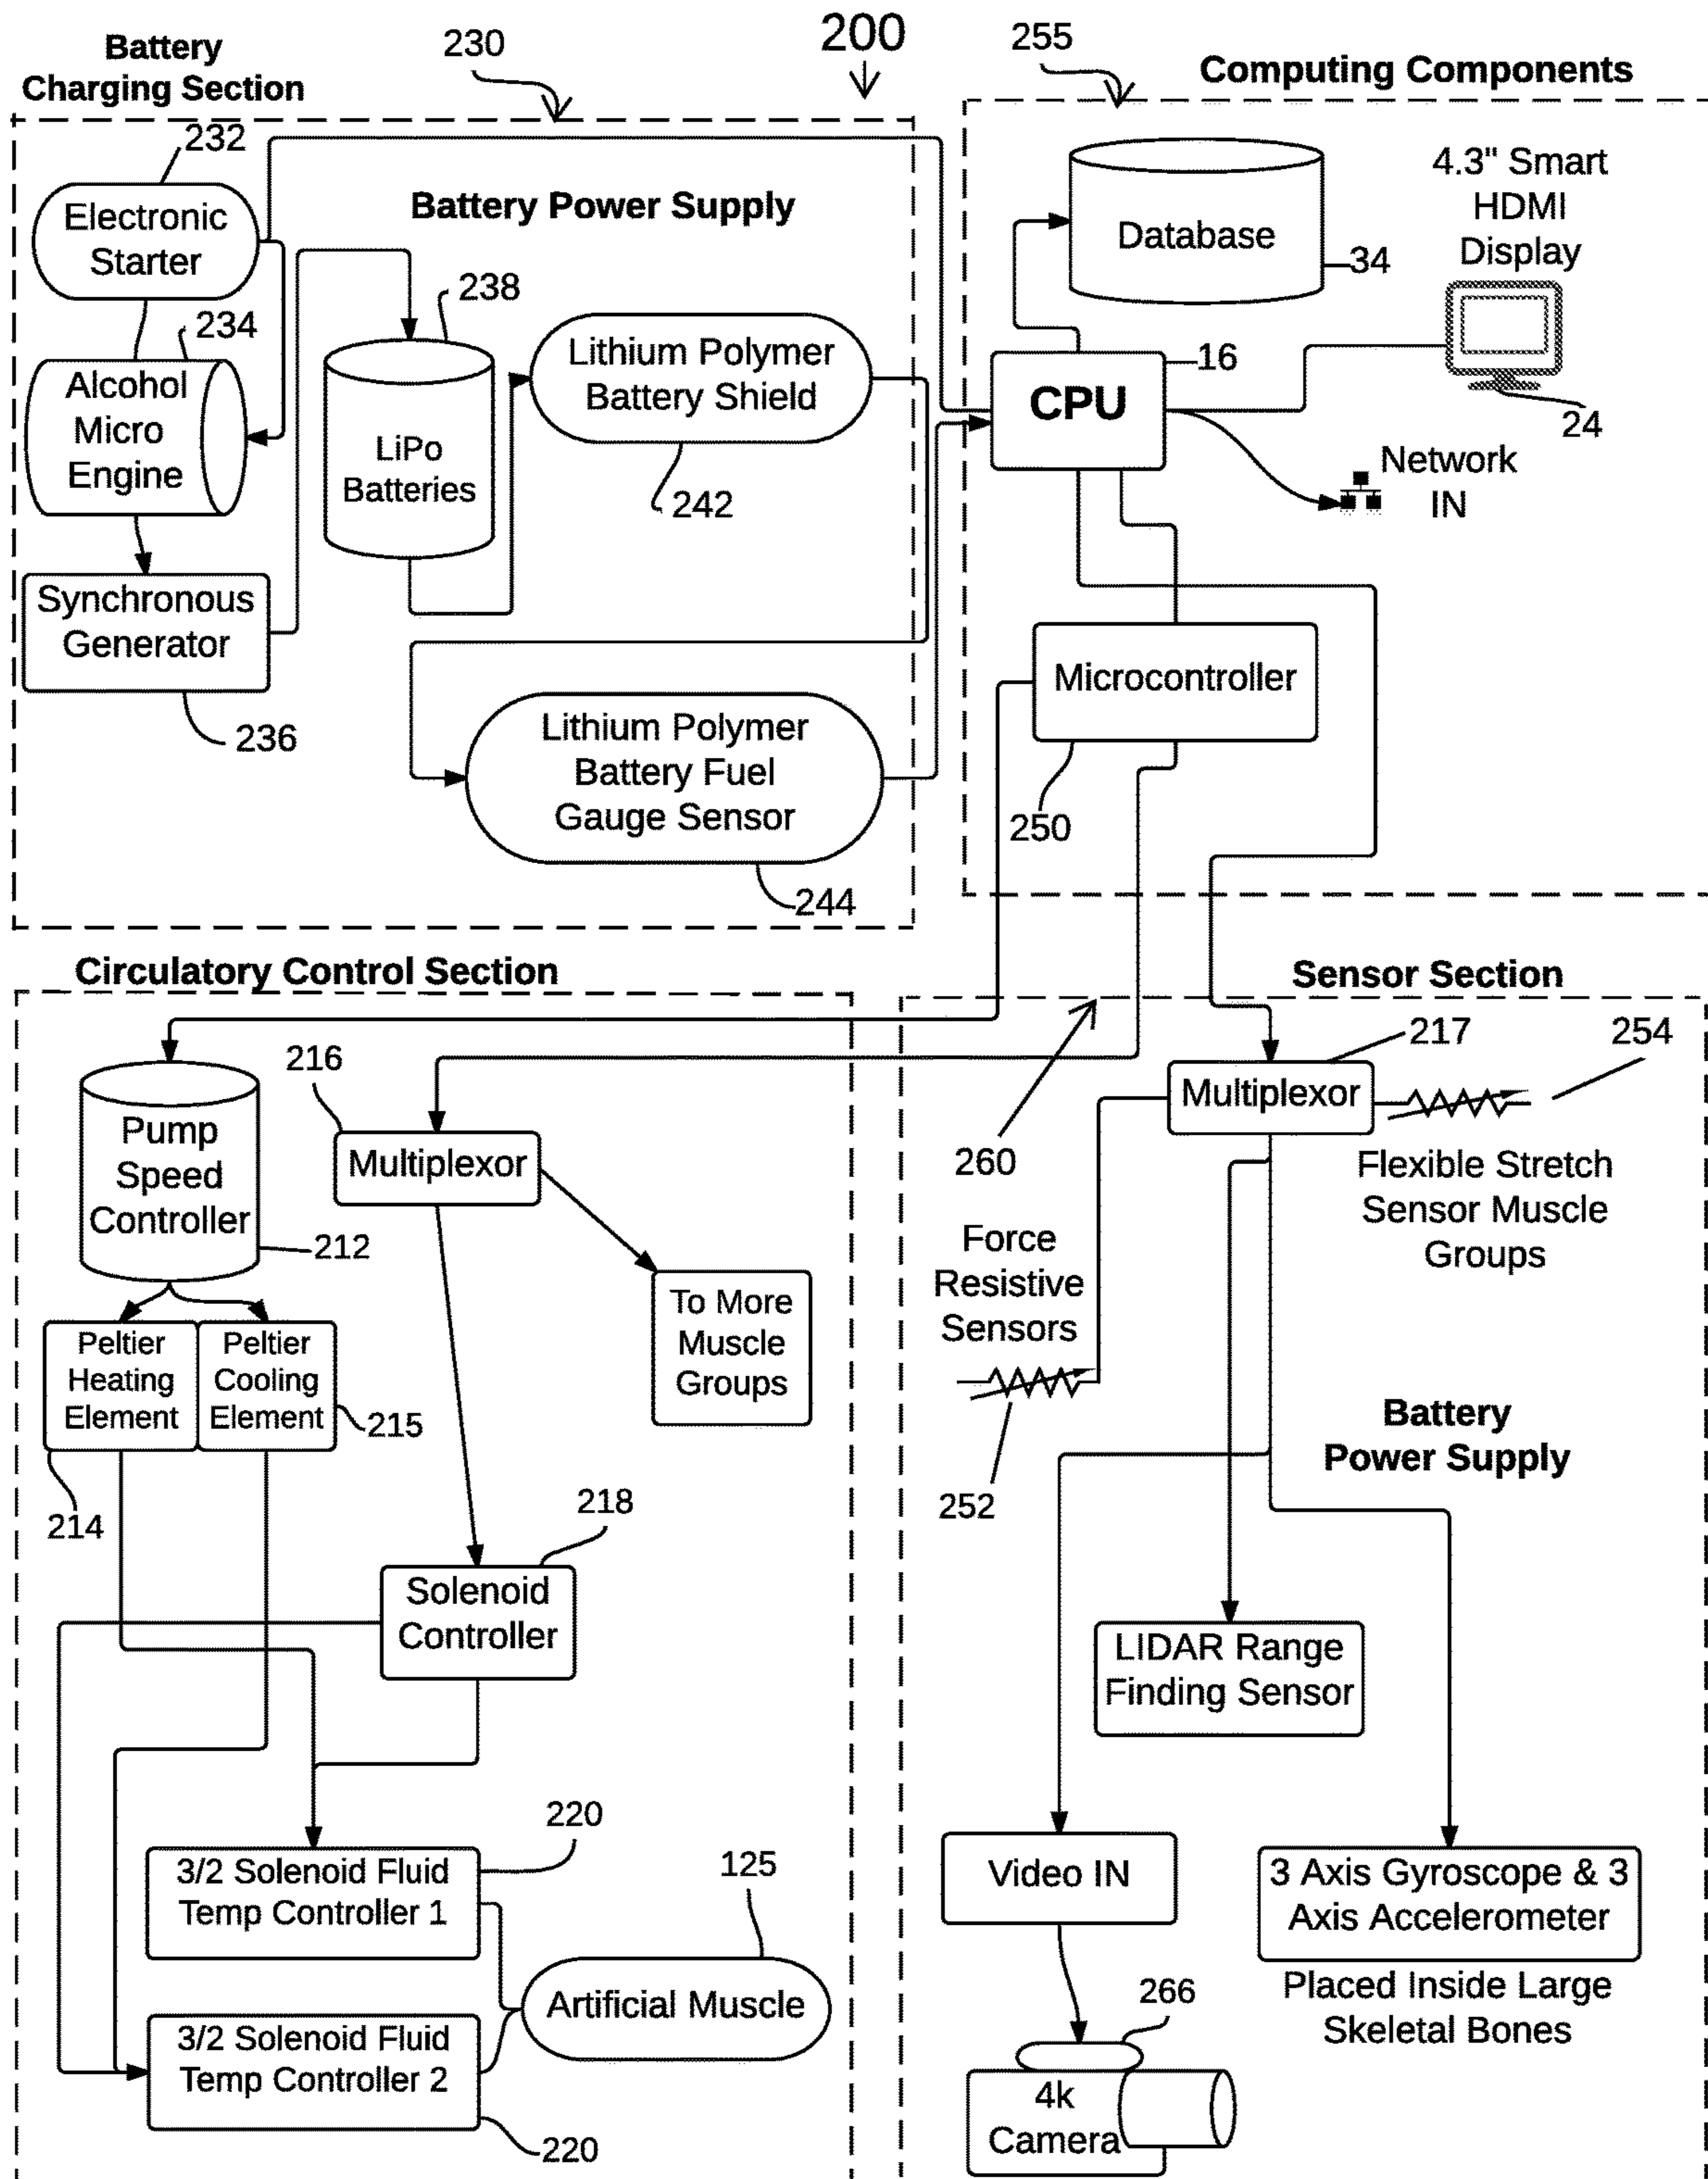 200
Battery
Charging Section
230
232
Electronic
Starter
234
Alcohol
Micro
Engine
Synchronous
Generator
236
Battery Power Supply
238
LiPo
Batteries
Lithium Polymer
Battery Shield
242
Lithium Polymer
Battery Fuel
Gauge Sensor
244
255
Computing Components
Database
34
4.3" Smart
HDMI
Display
24
CPU
16
Network
IN
Microcontroller
250
Circulatory Control Section
Pump
Speed
Controller
212
216
Multiplexor
To More
Muscle
Groups
Peltier
Heating
Element
214
Peltier
Cooling
Element
215
218
Solenoid
Controller
220
3/2 Solenoid Fluid
Temp Controller 1
125
Artificial Muscle
3/2 Solenoid Fluid
Temp Controller 2
220
Sensor Section
260
217
Multiplexor
254
Flexible Stretch
Sensor Muscle
Groups
Force
Resistive
Sensors
252
Battery
Power Supply
LIDAR Range
Finding Sensor
Video IN
3 Axis Gyroscope & 3
Axis Accelerometer
Placed Inside Large
Skeletal Bones
266
4k
Camera